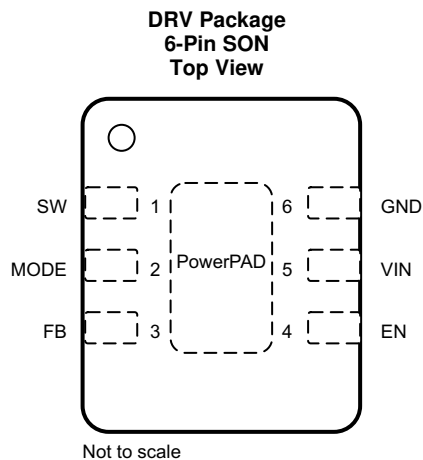 DRV Package
6-Pin SON
Top View
SW 1 6 GND
MODE 2 PowerPAD 5 VIN
FB 3 4 EN
Not to scale